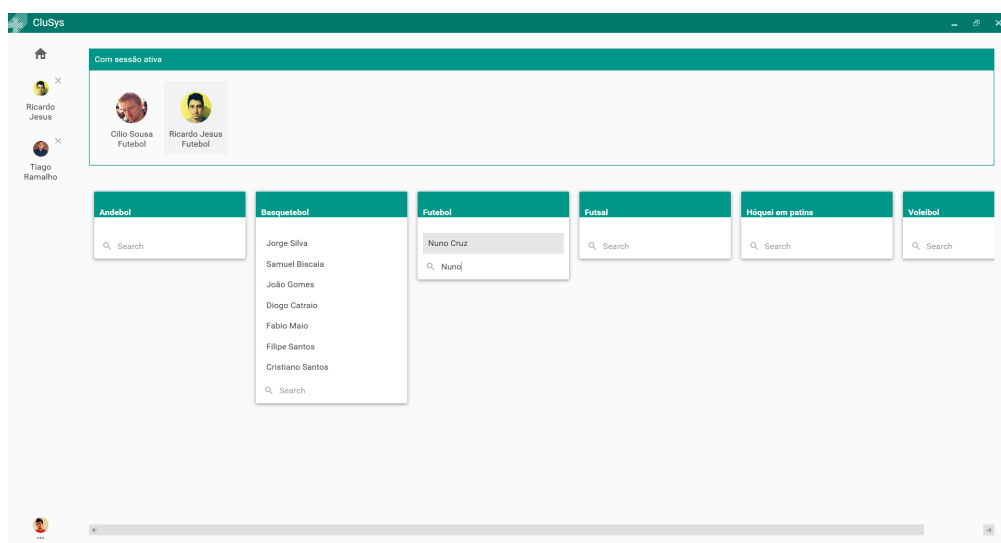 CluSys
Com sessão ativa
Ricardo
Jesus
Tiago
Ramalho
Cilio Sousa
Futebol
Ricardo Jesus
Futebol
Andebol
Search
Basquetebol
Jorge Silva
Samuel Biscaia
João Gomes
Diogo Catraio
Fabio Maio
Filipe Santos
Cristiano Santos
Search
Futebol
Nuno Cruz
Nuno
Futsal
Search
Hóquei em patins
Search
Voleibol
Search
...